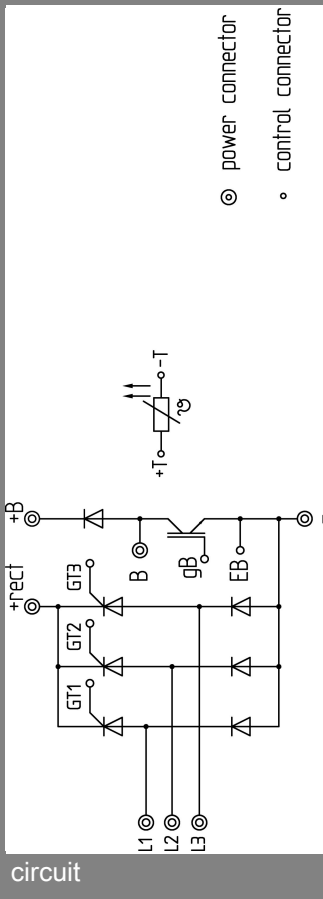 power connector
control connector
-T
+T
+B
+rect
GT3
GT2
GT1
B
gB
EB
L1
L2
L3
ϑ
circuit